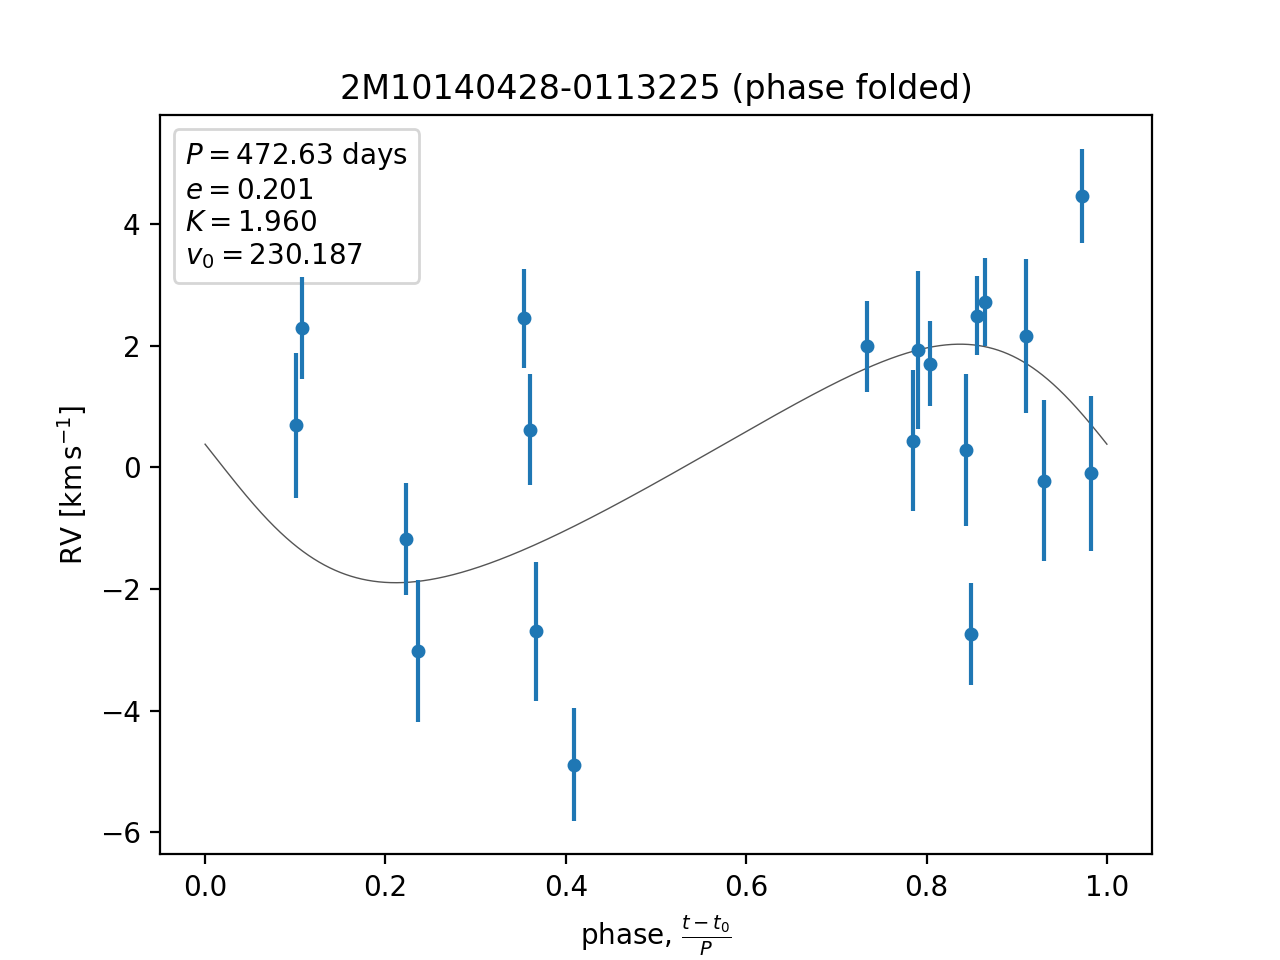 2M10140428-0113225 (phase folded)
P = 472.63 days
e = 0.201
K = 1.960
v₀ = 230.187
4
2
0
−2
−4
−6
RV [km s⁻¹]
0.0 0.2 0.4 0.6 0.8 1.0
phase, (t − t₀)/P